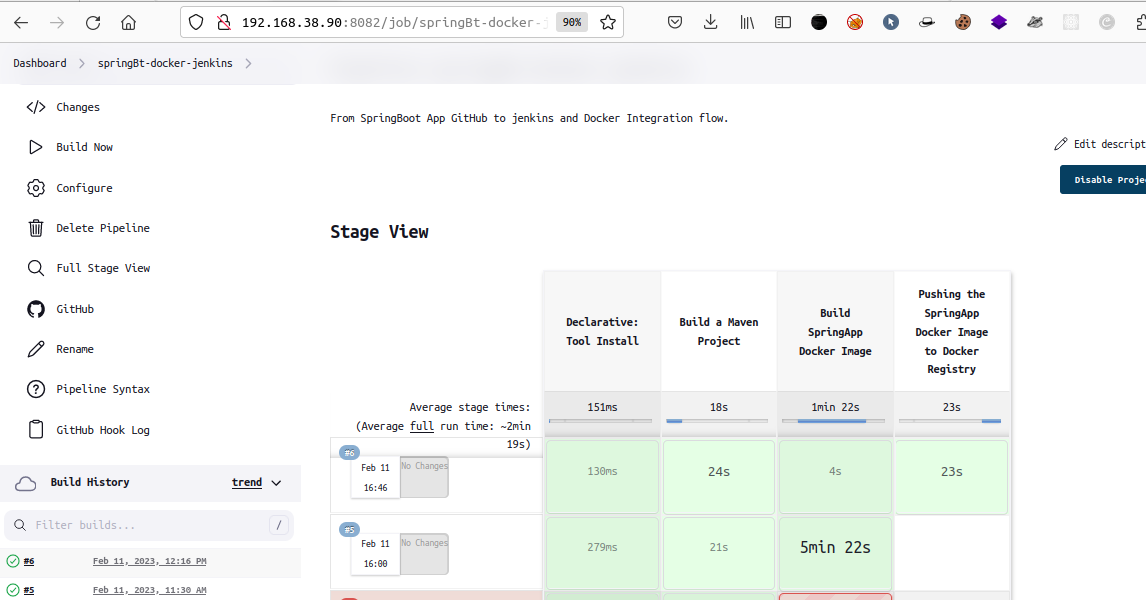 192.168.38.90:8082/job/springBt-docker-j
90%
Dashboard
springBt-docker-jenkins
Changes
Build Now
Configure
Delete Pipeline
Full Stage View
GitHub
Rename
Pipeline Syntax
GitHub Hook Log
Build History
trend
Filter builds...
/
#6
Feb 11, 2023, 12:16 PM
#5
Feb 11, 2023, 11:30 AM
From SpringBoot App GitHub to jenkins and Docker Integration flow.
Edit descript
Disable Proje
Stage View
Declarative:
Tool Install
Build a Maven
Project
Build
SpringApp
Docker Image
Pushing the
SpringApp
Docker Image
to Docker
Registry
Average stage times:
(Average full run time: ~2min
19s)
151ms
18s
1min 22s
23s
#6
Feb 11
16:46
No Changes
130ms
24s
4s
23s
#5
Feb 11
16:00
No Changes
279ms
21s
5min 22s